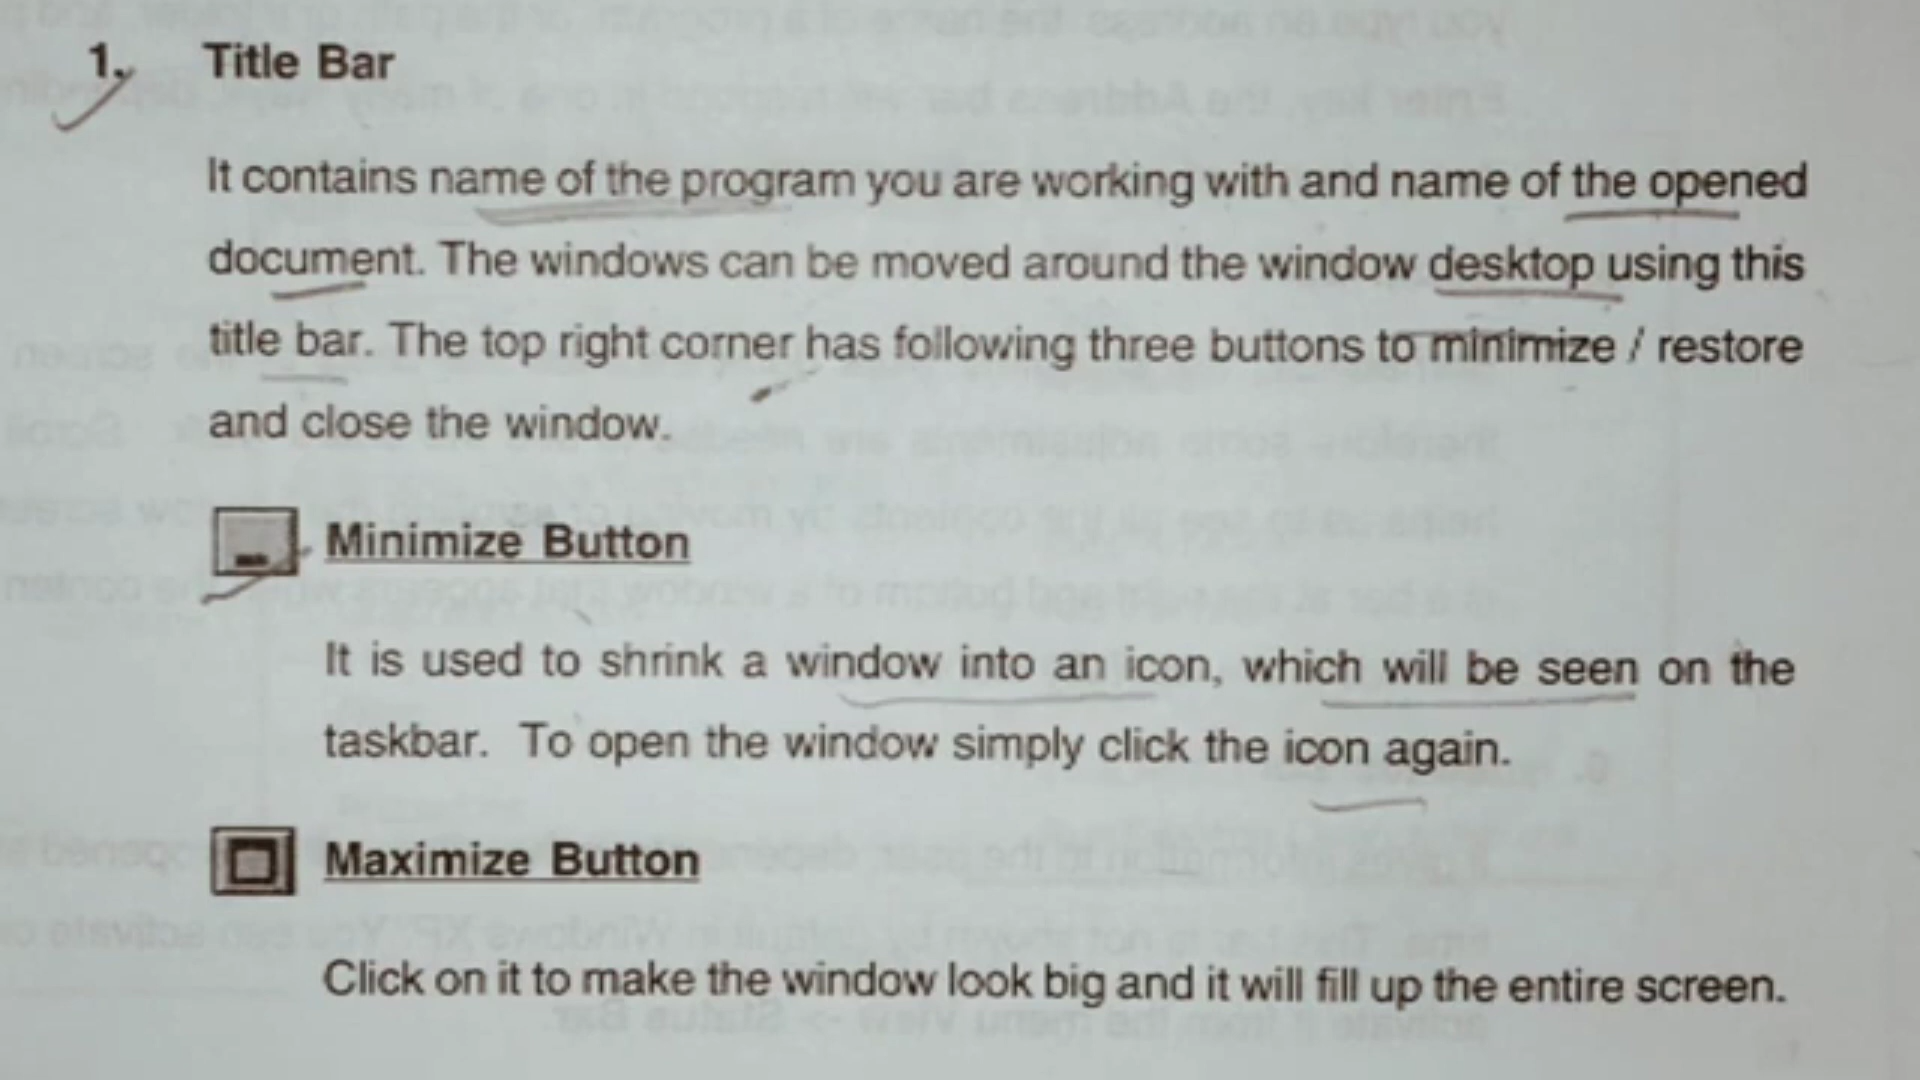 1. Title Bar
It contains name of the program you are working with and name of the opened
document. The windows can be moved around the window desktop using this
title bar. The top right corner has following three buttons to minimize / restore
and close the window.
Minimize Button
It is used to shrink a window into an icon, which will be seen on the
taskbar. To open the window simply click the icon again.
Maximize Button
Click on it to make the window look big and it will fill up the entire screen.